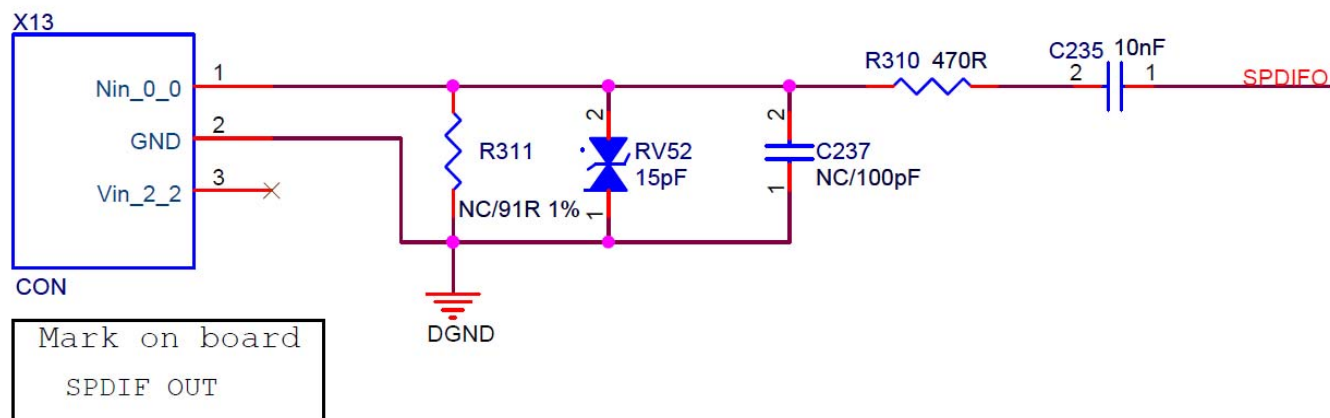 X13
Nin_0_0
1
GND
2
Vin_2_2
3
CON
R311
NC/91R 1%
2
RV52
15pF
1
2
C237
NC/100pF
1
R310 470R
C235 10nF
2
1
SPDIFO
DGND
Mark on board
SPDIF OUT